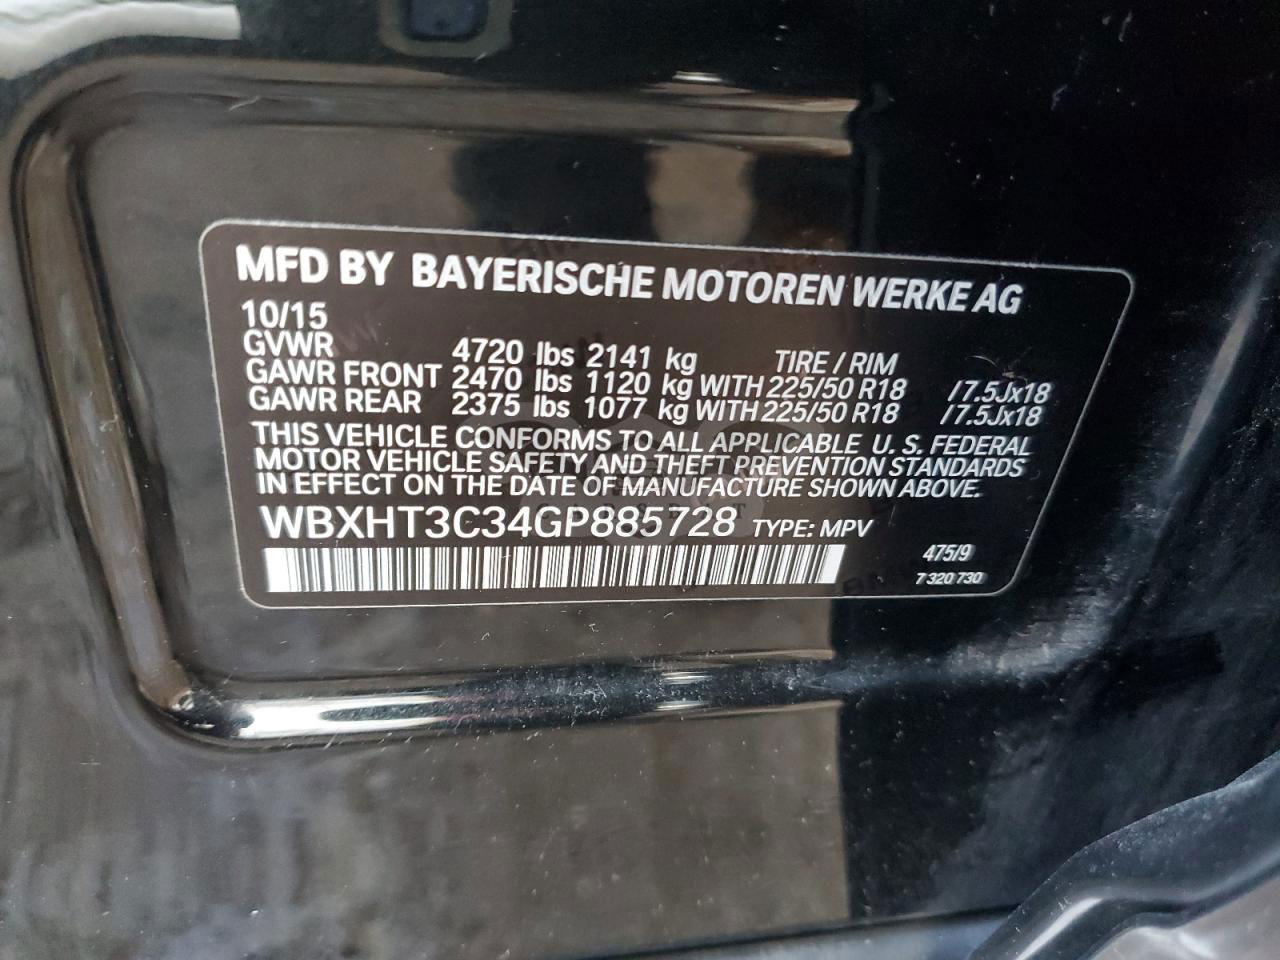 MFD BY BAYERISCHE MOTOREN WERKE AG
10/15
GVWR 4720 lbs 2141 kg TIRE / RIM
GAWR FRONT 2470 lbs 1120 kg WITH 225/50 R18 /7.5Jx18
GAWR REAR 2375 lbs 1077 kg WITH 225/50 R18 /7.5Jx18
THIS VEHICLE CONFORMS TO ALL APPLICABLE U. S. FEDERAL
MOTOR VEHICLE SAFETY AND THEFT PREVENTION STANDARDS
IN EFFECT ON THE DATE OF MANUFACTURE SHOWN ABOVE.
WBXHT3C34GP885728 TYPE: MPV
475/9
7 320 730